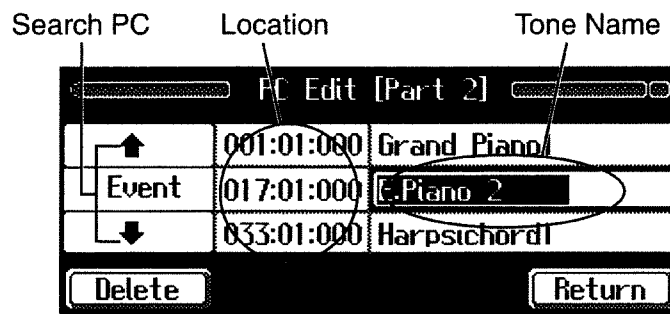 Search PC Location Tone Name
PC Edit [Part 2]
001:01:000 Grand Piano1
Event 017:01:000 E.Piano 2
033:01:000 Harpsichord1
Delete Return